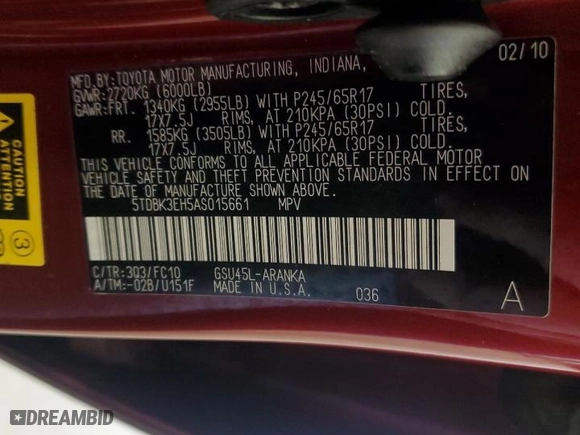 MFD.BY: TOYOTA MOTOR MANUFACTURING, INDIANA, 02/10
GVWR: 2720KG (6000LB)
GAWR: FRT. 1340KG (2955LB) WITH P245/65R17 TIRES,
17X7.5J RIMS, AT 210KPA (30PSI) COLD.
RR. 1585KG (3505LB) WITH P245/65R17 TIRES,
17X7.5J RIMS, AT 210KPA (30PSI) COLD.
THIS VEHICLE CONFORMS TO ALL APPLICABLE FEDERAL MOTOR
VEHICLE SAFETY AND THEFT PREVENTION STANDARDS IN EFFECT ON
THE DATE OF MANUFACTURE SHOWN ABOVE.
5TDBK3EH5AS015661 MPV
C/TR: 3Q3/FC10 GSU45L-ARANKA
A/TM:-02B/U151F MADE IN U.S.A. 036 A
CAUTION
ATTENTION
3
DREAMBID